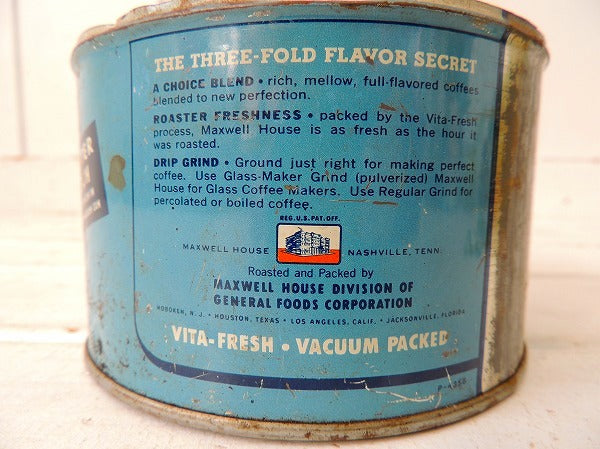 THE THREE-FOLD FLAVOR SECRET
A CHOICE BLEND • rich, mellow, full-flavored coffees
blended to new perfection.
ROASTER FRESHNESS • packed by the Vita-Fresh
process, Maxwell House is as fresh as the hour it
was roasted.
DRIP GRIND • Ground just right for making perfect
coffee. Use Glass-Maker Grind (pulverized) Maxwell
House for Glass Coffee Makers. Use Regular Grind for
percolated or boiled coffee.
REG. U.S. PAT. OFF.
MAXWELL HOUSE NASHVILLE, TENN.
Roasted and Packed by
MAXWELL HOUSE DIVISION OF
GENERAL FOODS CORPORATION
HOBOKEN, N. J. • HOUSTON, TEXAS • LOS ANGELES, CALIF. • JACKSONVILLE, FLORIDA
VITA-FRESH • VACUUM PACKED